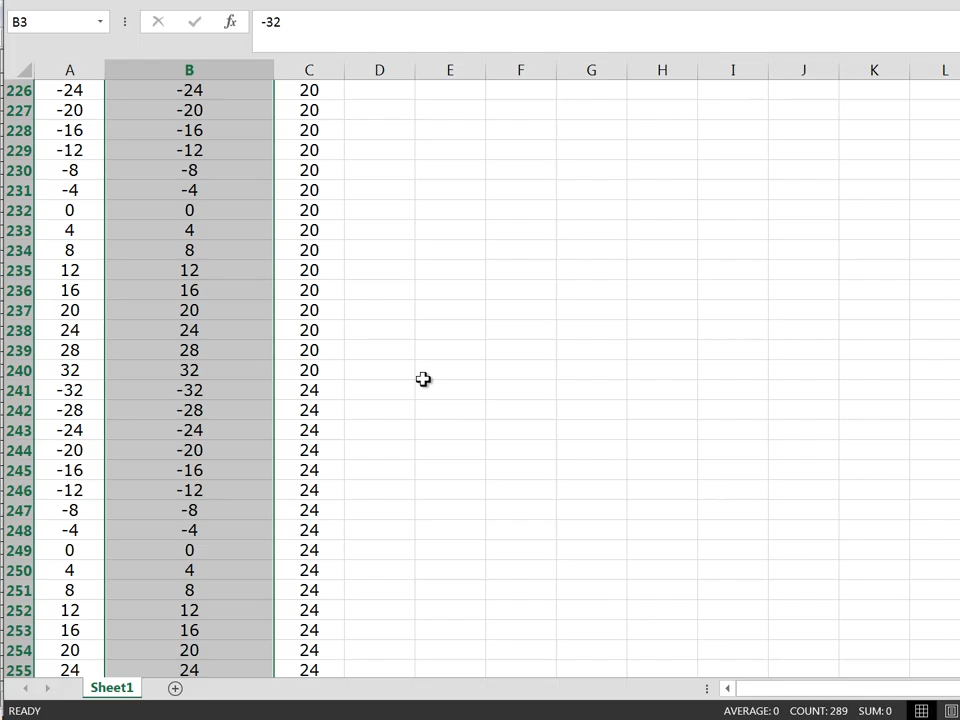 B3 fx -32
A B C D E F G H I J K L
226 -24 -24 20
227 -20 -20 20
228 -16 -16 20
229 -12 -12 20
230 -8 -8 20
231 -4 -4 20
232 0 0 20
233 4 4 20
234 8 8 20
235 12 12 20
236 16 16 20
237 20 20 20
238 24 24 20
239 28 28 20
240 32 32 20
241 -32 -32 24
242 -28 -28 24
243 -24 -24 24
244 -20 -20 24
245 -16 -16 24
246 -12 -12 24
247 -8 -8 24
248 -4 -4 24
249 0 0 24
250 4 4 24
251 8 8 24
252 12 12 24
253 16 16 24
254 20 20 24
255 24 24 24
Sheet1
READY AVERAGE: 0 COUNT: 289 SUM: 0